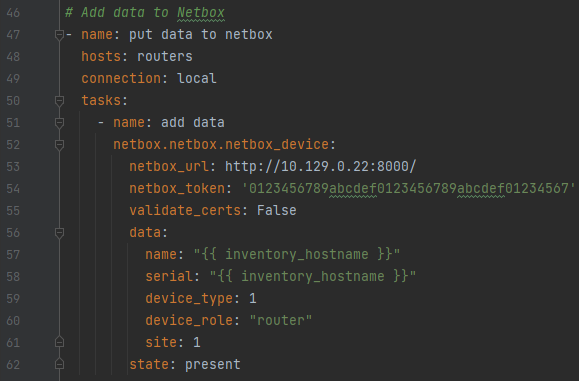 46 # Add data to Netbox
47 - name: put data to netbox
48 hosts: routers
49 connection: local
50 tasks:
51 - name: add data
52 netbox.netbox.netbox_device:
53 netbox_url: http://10.129.0.22:8000/
54 netbox_token: '0123456789abcdef0123456789abcdef01234567'
55 validate_certs: False
56 data:
57 name: "{{ inventory_hostname }}"
58 serial: "{{ inventory_hostname }}"
59 device_type: 1
60 device_role: "router"
61 site: 1
62 state: present